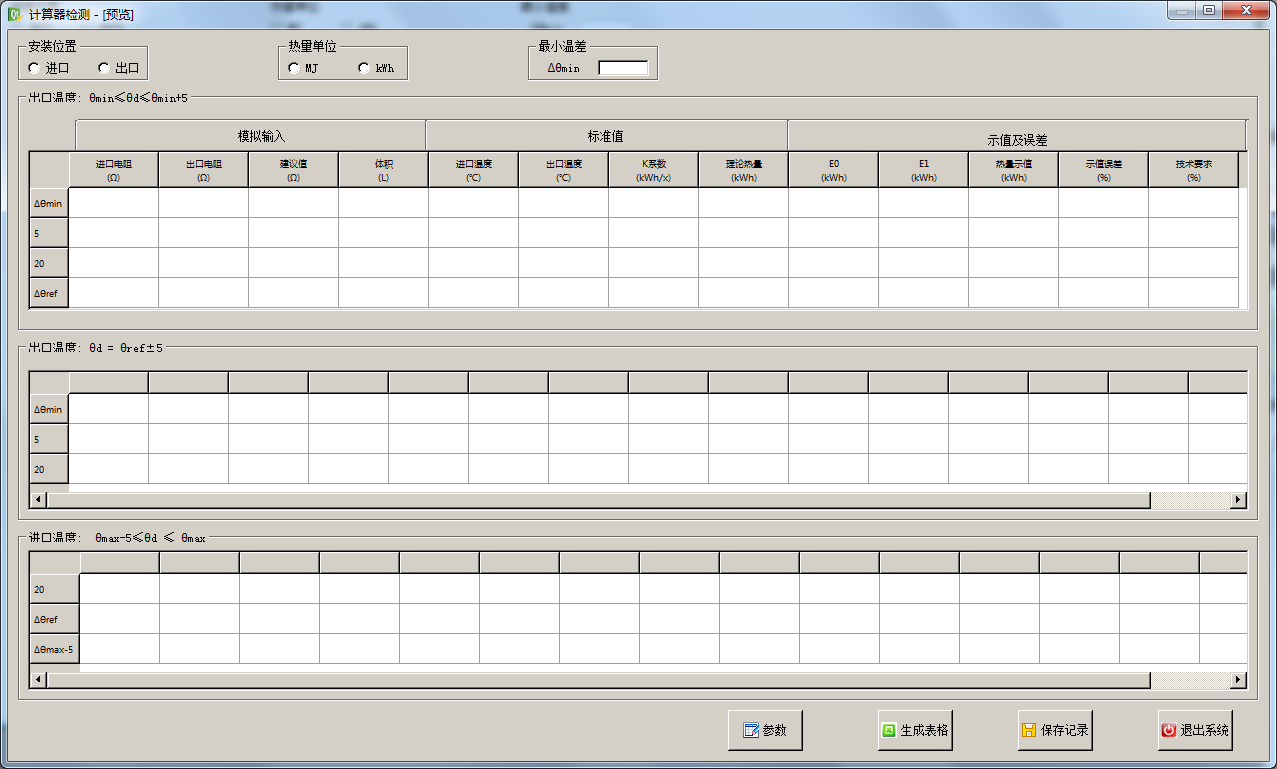 计算器检测 - [预览]
安装位置 热量单位 最小温差
进口 出口 MJ kWh Δθmin
出口温度: θmin≤θd≤θmin+5
模拟输入 标准值 示值及误差
进口电阻 出口电阻 建议值 体积 进口温度 出口温度 K系数 理论热量 E0 E1 热量示值 示值误差 技术要求
(Ω) (Ω) (Ω) (L) (℃) (℃) (kWh/x) (kWh) (kWh) (kWh) (kWh) (%) (%)
Δθmin
5
20
Δθref
出口温度: θd = θref±5
Δθmin
5
20
进口温度: θmax-5≤θd ≤ θmax
20
Δθref
Δθmax-5
参数 生成表格 保存记录 退出系统